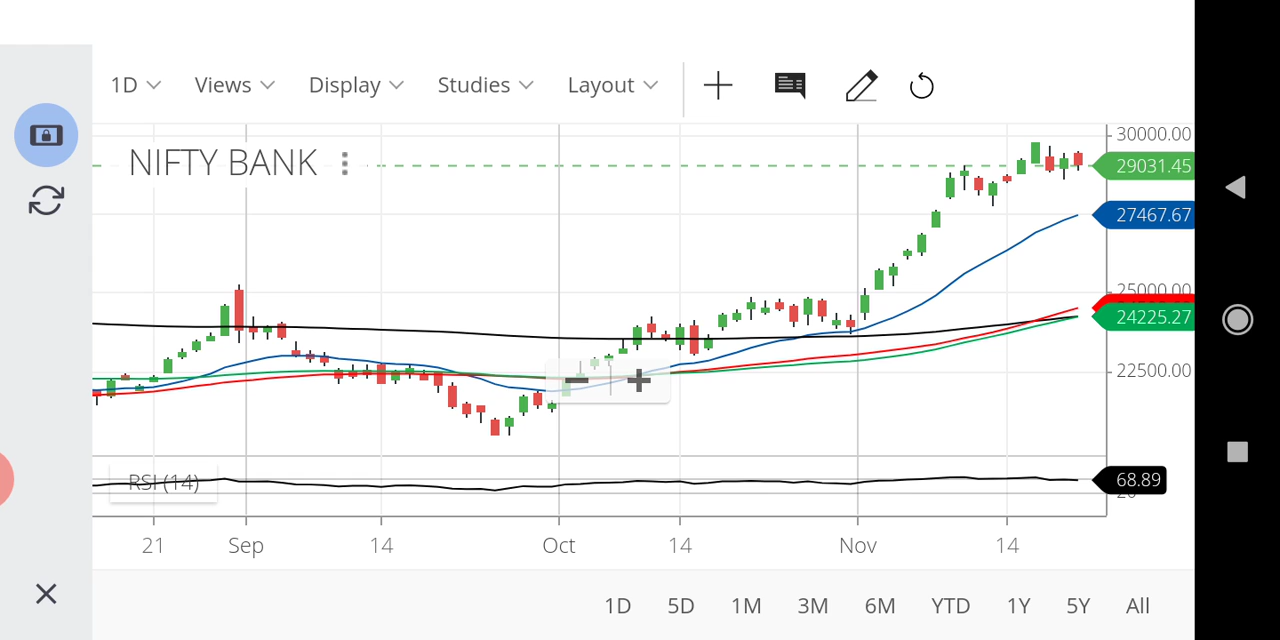 1D Views Display Studies Layout
NIFTY BANK
30000.00
29031.45
27467.67
25000.00
24225.27
22500.00
RSI (14)
68.89
20
21 Sep 14 Oct 14 Nov 14
1D 5D 1M 3M 6M YTD 1Y 5Y All